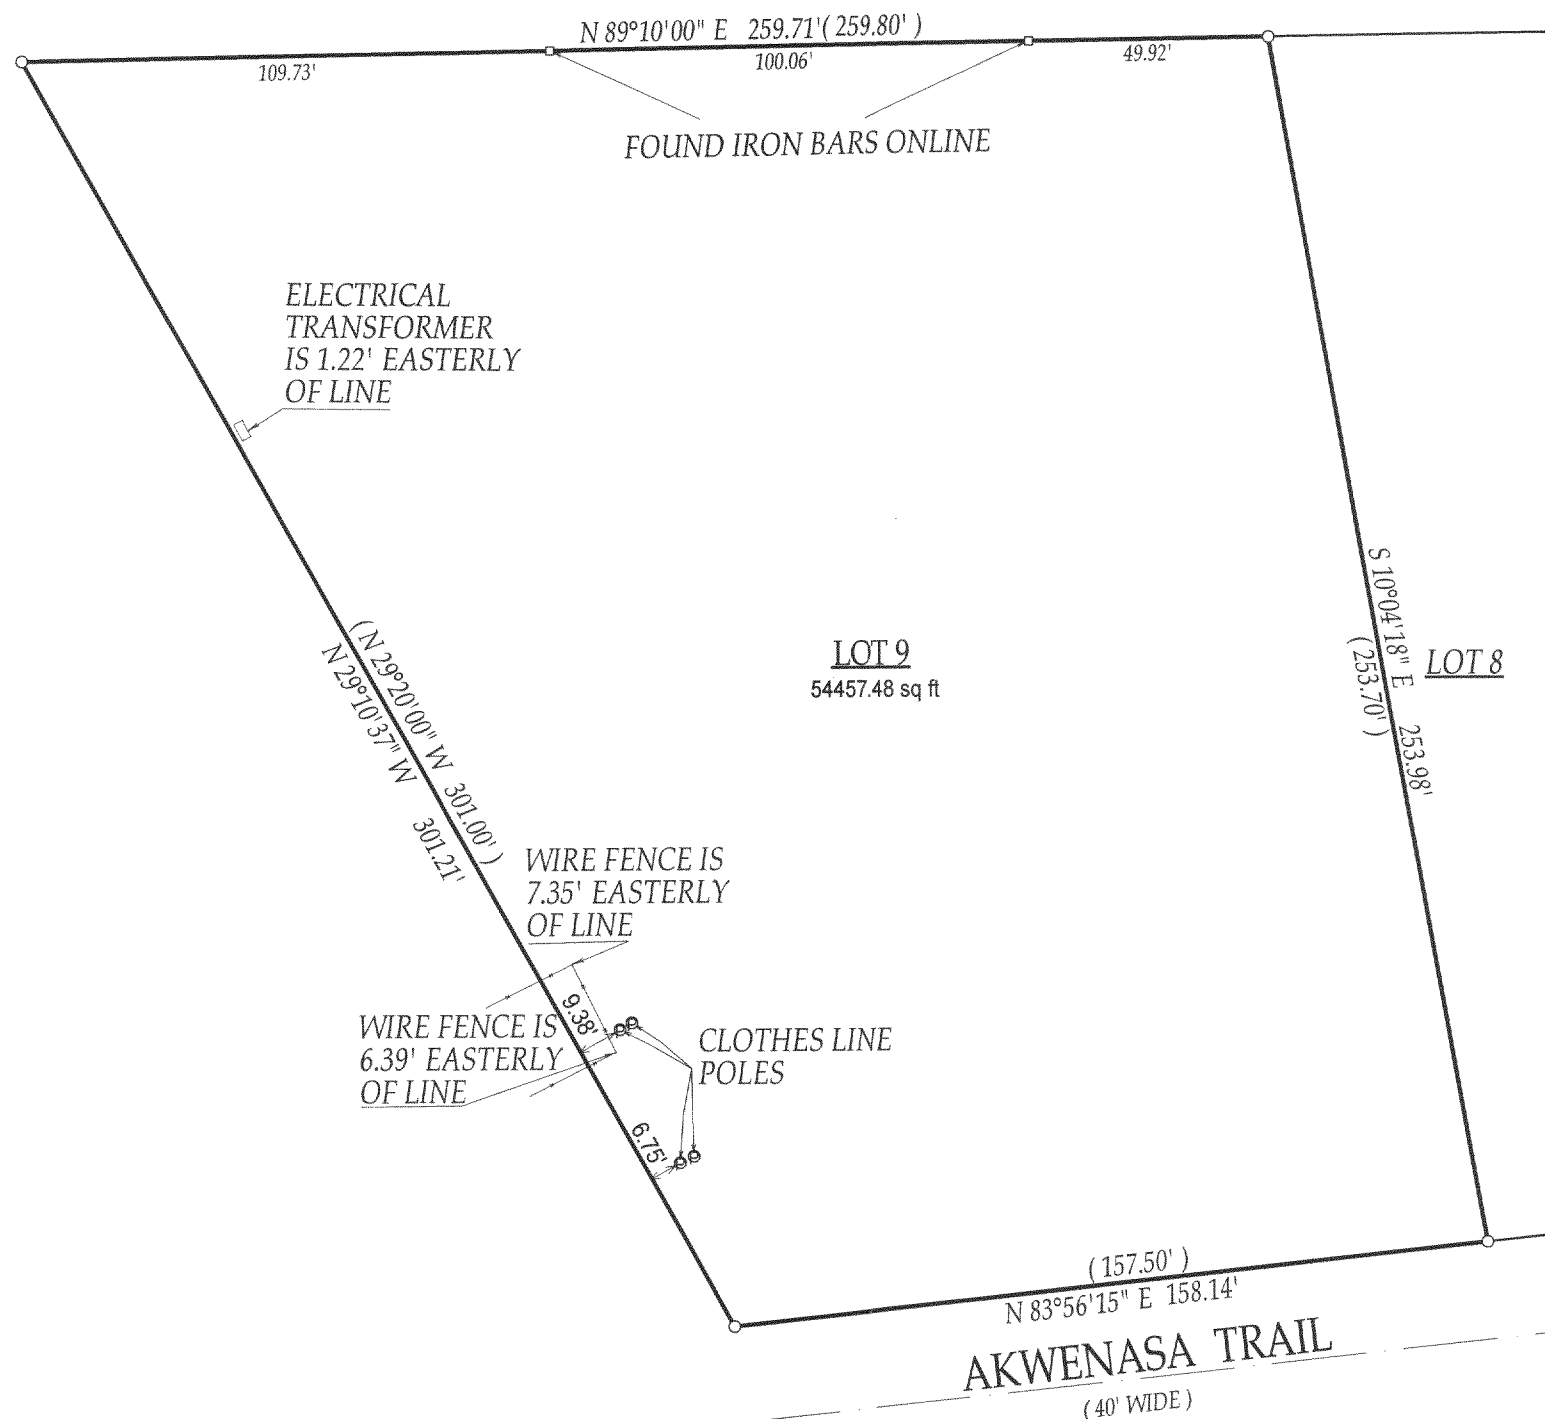 N 89°10'00" E 259.71'( 259.80' )
109.73'
100.06'
49.92'
FOUND IRON BARS ONLINE
ELECTRICAL
TRANSFORMER
IS 1.22' EASTERLY
OF LINE
S 10°04'18" E 253.98'
( 253.70' )
LOT 8
LOT 9
54457.48 sq ft
( N 29°20'00" W 301.00' )
N 29°10'37" W 301.21'
WIRE FENCE IS
7.35' EASTERLY
OF LINE
9.38'
WIRE FENCE IS
6.39' EASTERLY
OF LINE
CLOTHES LINE
POLES
6.75'
( 157.50' )
N 83°56'15" E 158.14'
AKWENASA TRAIL
( 40' WIDE )